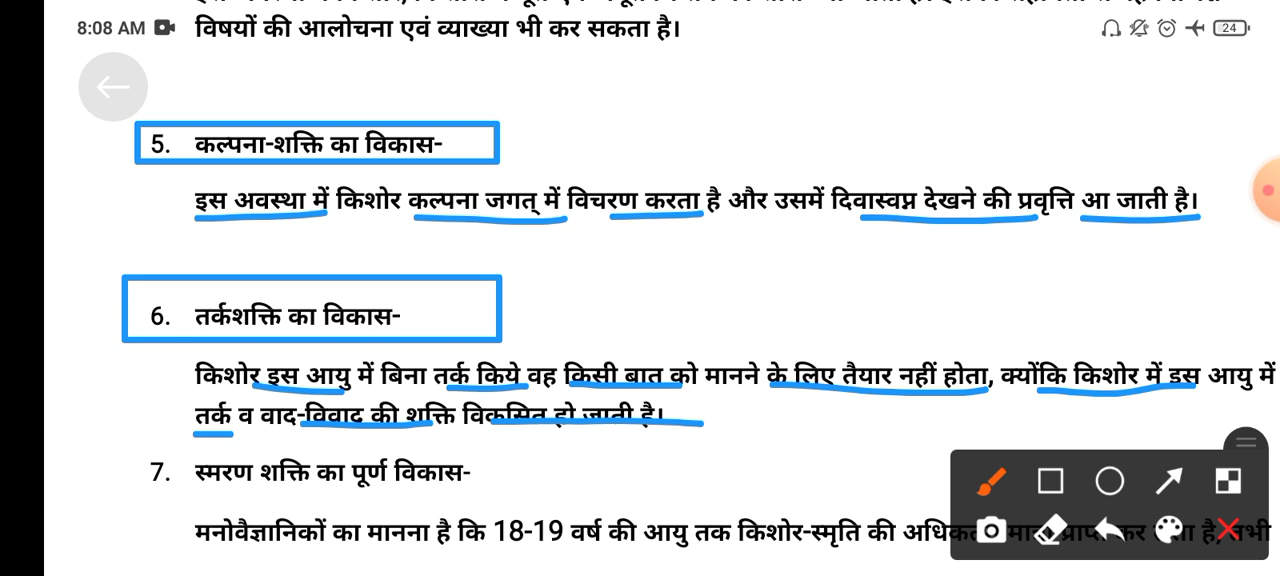 8:08 AM विषयों की आलोचना एवं व्याख्या भी कर सकता है। 24
5. कल्पना-शक्ति का विकास-
इस अवस्था में किशोर कल्पना जगत् में विचरण करता है और उसमें दिवास्वप्न देखने की प्रवृत्ति आ जाती है।
6. तर्कशक्ति का विकास-
किशोर इस आयु में बिना तर्क किये वह किसी बात को मानने के लिए तैयार नहीं होता, क्योंकि किशोर में इस आयु में
तर्क व वाद-विवाद की शक्ति विकसित हो जाती है।
7. स्मरण शक्ति का पूर्ण विकास-
मनोवैज्ञानिकों का मानना है कि 18-19 वर्ष की आयु तक किशोर-स्मृति की